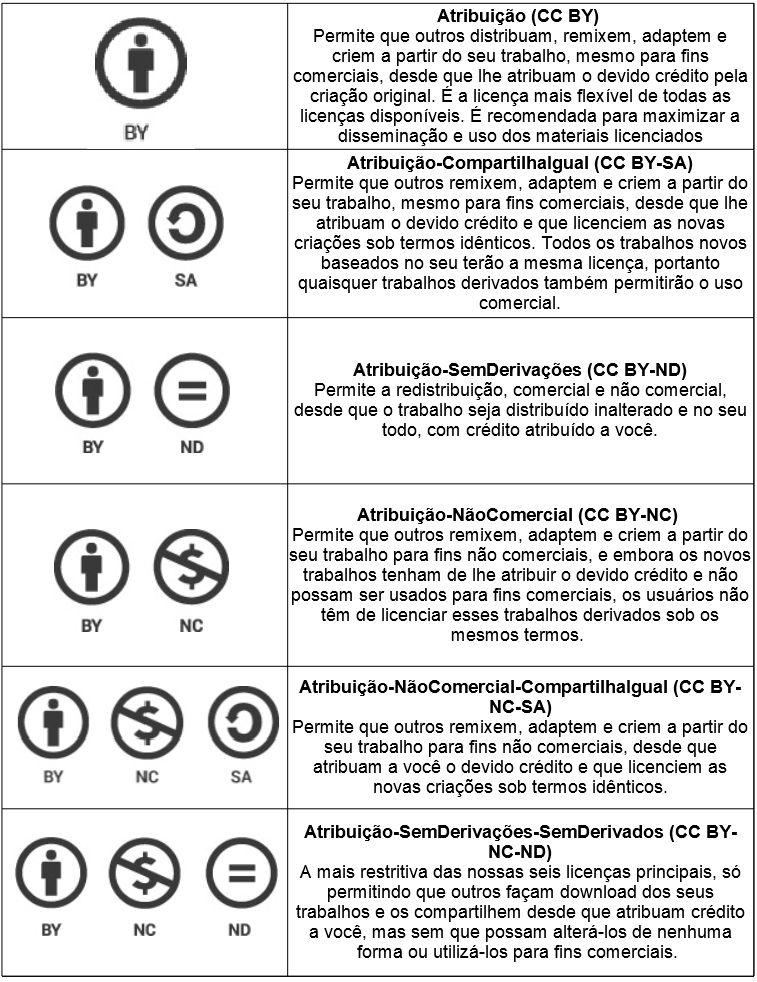 BY
Atribuição (CC BY)
Permite que outros distribuam, remixem, adaptem e
criem a partir do seu trabalho, mesmo para fins
comerciais, desde que lhe atribuam o devido crédito pela
criação original. É a licença mais flexível de todas as
licenças disponíveis. É recomendada para maximizar a
disseminação e uso dos materiais licenciados
BY SA
Atribuição-CompartilhaIgual (CC BY-SA)
Permite que outros remixem, adaptem e criem a partir do
seu trabalho, mesmo para fins comerciais, desde que lhe
atribuam o devido crédito e que licenciem as novas
criações sob termos idênticos. Todos os trabalhos novos
baseados no seu terão a mesma licença, portanto
quaisquer trabalhos derivados também permitirão o uso
comercial.
BY ND
Atribuição-SemDerivações (CC BY-ND)
Permite a redistribuição, comercial e não comercial,
desde que o trabalho seja distribuído inalterado e no seu
todo, com crédito atribuído a você.
BY NC
Atribuição-NãoComercial (CC BY-NC)
Permite que outros remixem, adaptem e criem a partir do
seu trabalho para fins não comerciais, e embora os novos
trabalhos tenham de lhe atribuir o devido crédito e não
possam ser usados para fins comerciais, os usuários não
têm de licenciar esses trabalhos derivados sob os
mesmos termos.
BY NC SA
Atribuição-NãoComercial-CompartilhaIgual (CC BY-
NC-SA)
Permite que outros remixem, adaptem e criem a partir do
seu trabalho para fins não comerciais, desde que
atribuam a você o devido crédito e que licenciem as
novas criações sob termos idênticos.
BY NC ND
Atribuição-SemDerivações-SemDerivados (CC BY-
NC-ND)
A mais restritiva das nossas seis licenças principais, só
permitindo que outros façam download dos seus
trabalhos e os compartilhem desde que atribuam crédito
a você, mas sem que possam alterá-los de nenhuma
forma ou utilizá-los para fins comerciais.